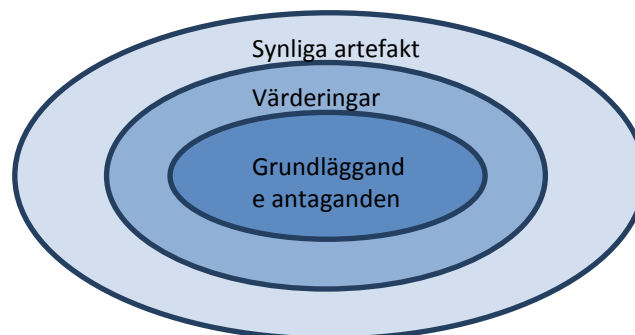 Synliga artefakt
Värderingar
Grundläggand
e antaganden